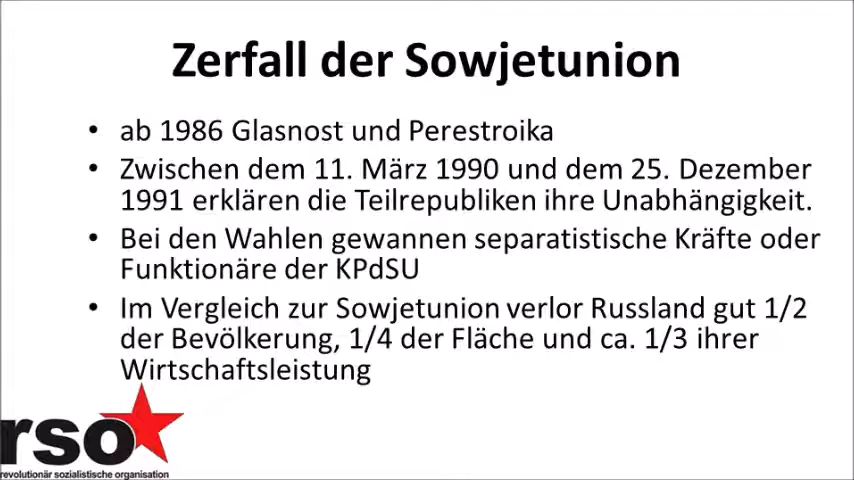 Zerfall der Sowjetunion
• ab 1986 Glasnost und Perestroika
• Zwischen dem 11. März 1990 und dem 25. Dezember
1991 erklären die Teilrepubliken ihre Unabhängigkeit.
• Bei den Wahlen gewannen separatistische Kräfte oder
Funktionäre der KPdSU
• Im Vergleich zur Sowjetunion verlor Russland gut 1/2
der Bevölkerung, 1/4 der Fläche und ca. 1/3 ihrer
Wirtschaftsleistung
rso
revolutionär sozialistische organisation